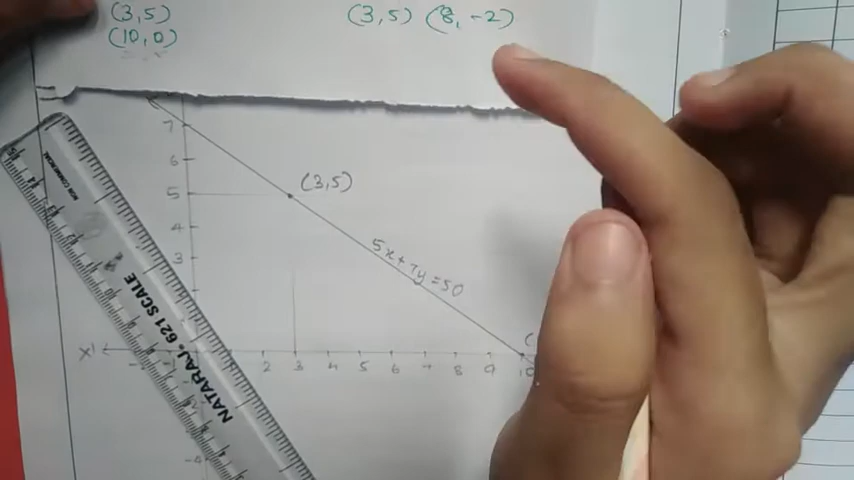 (3,5) (3,5) (8,-2)
(10,0)
7
6
5 (3,5)
4
3 5x+7y=50
X' 2 3 4 5 6 7 8 9 10
NATARAJ. 621 SCALE